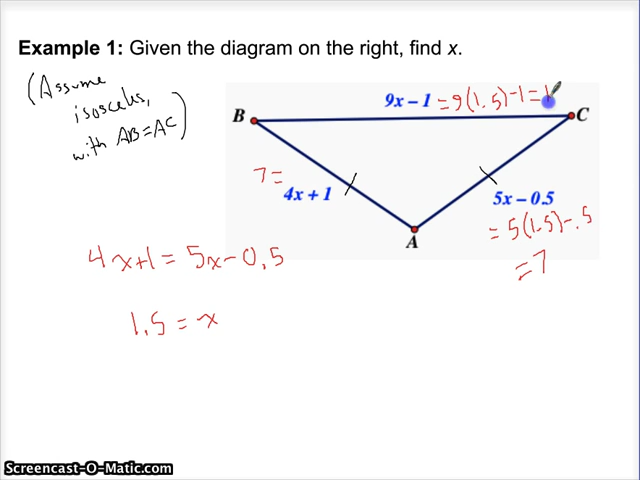 Example 1: Given the diagram on the right, find x.
(Assume
isosceles,
with AB=AC)
9x – 1 = 9(1.5)-1=1
B
C
7=
4x + 1
5x – 0.5
= 5(1.5)-.5
A
= 7
4x+1 = 5x-0.5
1.5 = x
Screencast-O-Matic.com